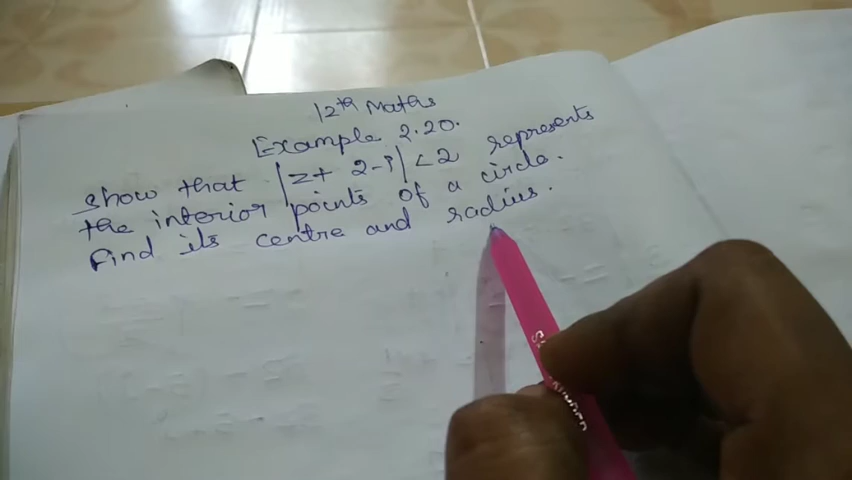 12th Maths
Example 2.20.
Show that |z+2-i|<2 represents
the interior points of a circle.
Find its centre and radius.